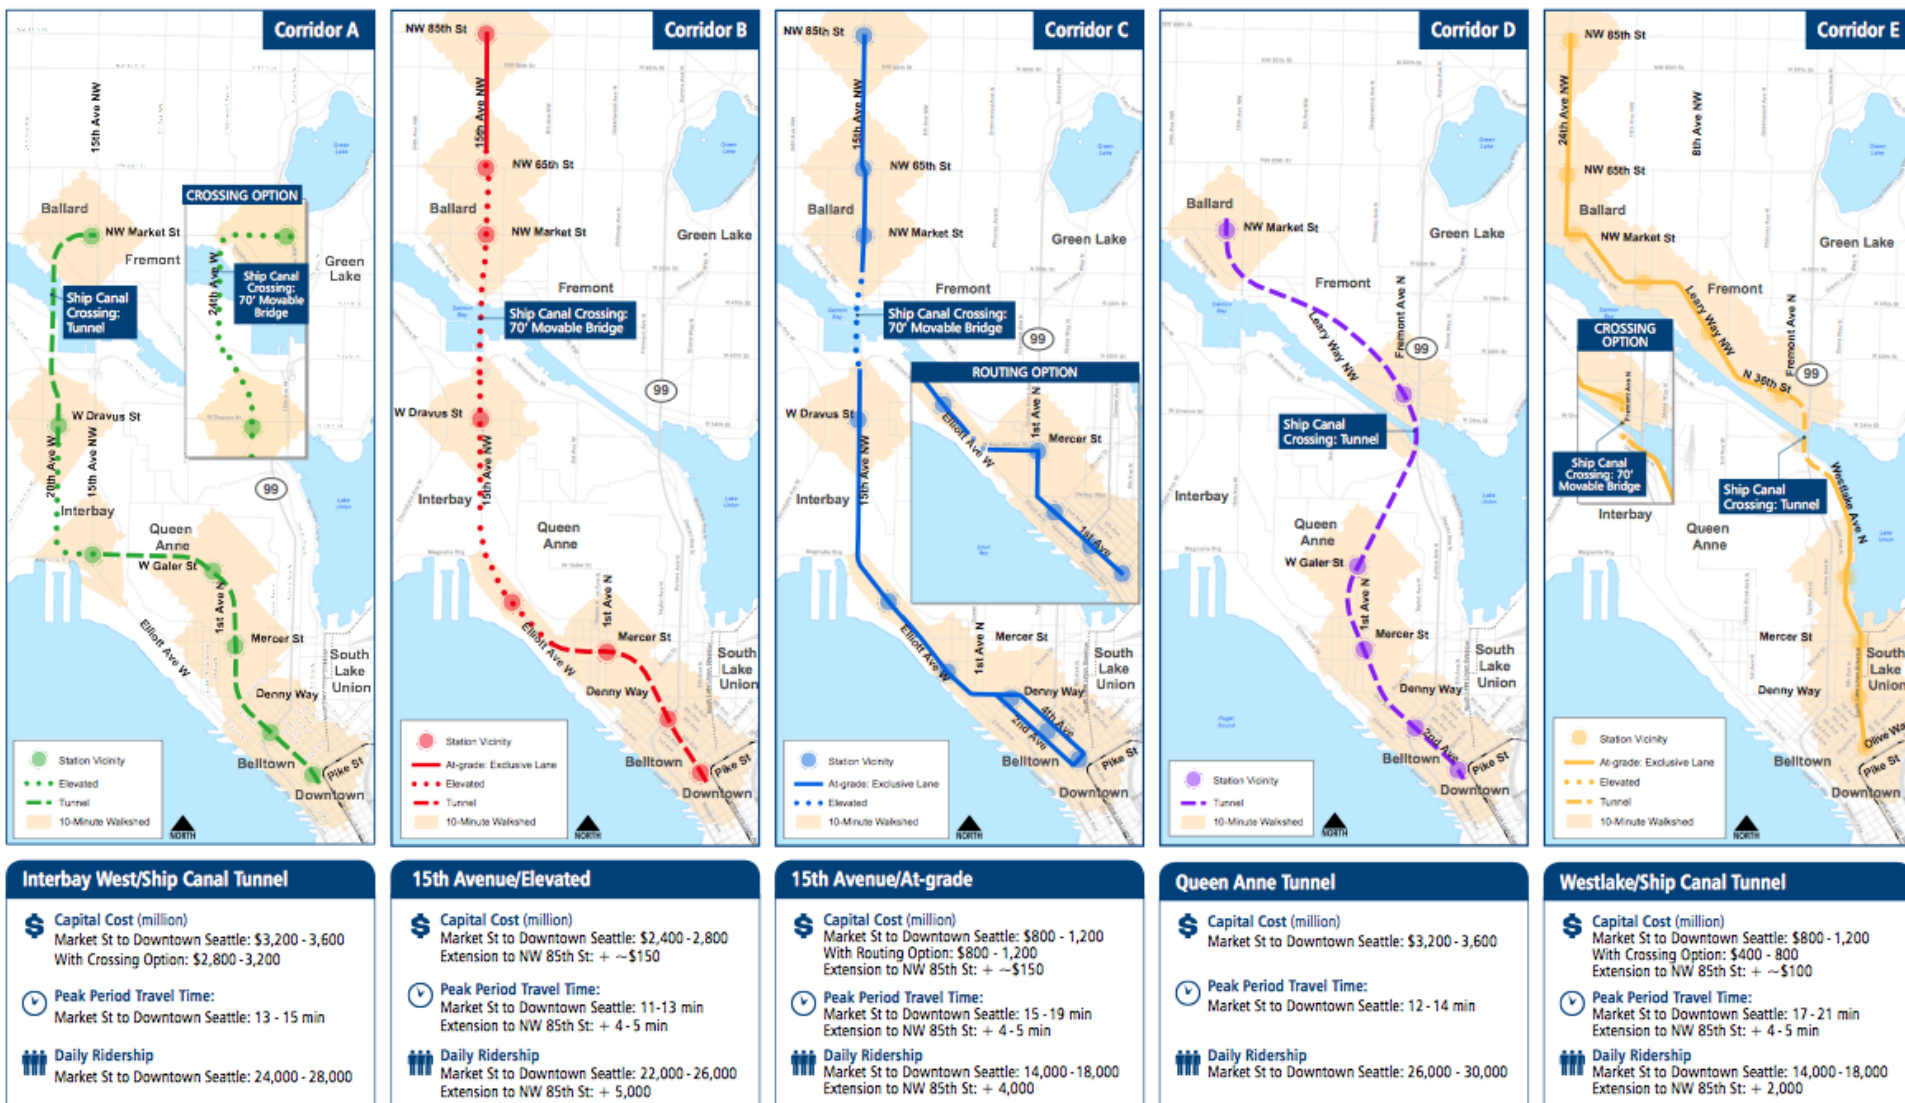 Corridor A
15th Ave NW
CROSSING OPTION
Ballard
NW Market St
Fremont
Green
Lake
24th Ave W
Ship Canal
Crossing:
70' Movable
Bridge
Ship Canal
Crossing:
Tunnel
W Dravus St
20th Ave W
15th Ave NW
99
Interbay
Queen
Anne
W Galer St
1st Ave N
Mercer St
Elliott Ave W
South
Lake
Union
Denny Way
Belltown
Pike St
Downtown
Station Vicinity
Elevated
Tunnel
10-Minute Walkshed
NORTH
Corridor B
NW 85th St
15th Ave NW
NW 65th St
Ballard
NW Market St
Green Lake
Fremont
Ship Canal Crossing:
70' Movable Bridge
99
W Dravus St
15th Ave NW
Interbay
Queen
Anne
1st Ave N
Elliott Ave W
Mercer St
South
Lake
Union
Denny Way
Belltown
Pike St
Downtown
Station Vicinity
At-grade: Exclusive Lane
Elevated
Tunnel
10-Minute Walkshed
NORTH
Corridor C
NW 85th St
15th Ave NW
NW 65th St
Ballard
NW Market St
Green Lake
Fremont
Ship Canal Crossing:
70' Movable Bridge
99
ROUTING OPTION
Elliott Ave W
1st Ave N
Mercer St
1st Ave
W Dravus St
15th Ave NW
Interbay
Elliott Ave W
1st Ave N
Mercer St
South
Lake
Union
Denny Way
4th Ave
2nd Ave
Belltown
Pike St
Downtown
Station Vicinity
At-grade: Exclusive Lane
Elevated
10-Minute Walkshed
NORTH
Corridor D
Ballard
NW Market St
Green Lake
Fremont
Leary Way NW
Fremont Ave N
99
Ship Canal
Crossing: Tunnel
Interbay
Queen
Anne
W Galer St
1st Ave N
Mercer St
South
Lake
Union
Denny Way
2nd Ave
Belltown
Pike St
Downtown
Station Vicinity
Tunnel
10-Minute Walkshed
NORTH
Corridor E
NW 85th St
24th Ave NW
8th Ave NW
NW 65th St
Ballard
NW Market St
Green Lake
Fremont
Leary Way NW
Fremont Ave N
N 36th St
99
CROSSING
OPTION
Fremont Ave N
Ship Canal
Crossing: 70'
Movable Bridge
Ship Canal
Crossing: Tunnel
Westlake Ave N
Interbay
Queen
Anne
Mercer St
South
Lake
Union
Denny Way
Olive Wa
Belltown
Pike St
Downtown
Station Vicinity
At-grade: Exclusive Lane
Elevated
Tunnel
10-Minute Walkshed
NORTH
Interbay West/Ship Canal Tunnel
Capital Cost (million)
Market St to Downtown Seattle: $3,200 - 3,600
With Crossing Option: $2,800 -3,200
Peak Period Travel Time:
Market St to Downtown Seattle: 13 - 15 min
Daily Ridership
Market St to Downtown Seattle: 24,000 - 28,000
15th Avenue/Elevated
Capital Cost (million)
Market St to Downtown Seattle: $2,400 - 2,800
Extension to NW 85th St: + ~$150
Peak Period Travel Time:
Market St to Downtown Seattle: 11-13 min
Extension to NW 85th St: + 4 - 5 min
Daily Ridership
Market St to Downtown Seattle: 22,000 - 26,000
Extension to NW 85th St: + 5,000
15th Avenue/At-grade
Capital Cost (million)
Market St to Downtown Seattle: $800 - 1,200
With Routing Option: $800 - 1,200
Extension to NW 85th St: + ~$150
Peak Period Travel Time:
Market St to Downtown Seattle: 15 - 19 min
Extension to NW 85th St: + 4 - 5 min
Daily Ridership
Market St to Downtown Seattle: 14,000 -18,000
Extension to NW 85th St: + 4,000
Queen Anne Tunnel
Capital Cost (million)
Market St to Downtown Seattle: $3,200 - 3,600
Peak Period Travel Time:
Market St to Downtown Seattle: 12 - 14 min
Daily Ridership
Market St to Downtown Seattle: 26,000 - 30,000
Westlake/Ship Canal Tunnel
Capital Cost (million)
Market St to Downtown Seattle: $800 - 1,200
With Crossing Option: $400 - 800
Extension to NW 85th St: + ~$100
Peak Period Travel Time:
Market St to Downtown Seattle: 17 - 21 min
Extension to NW 85th St: + 4 - 5 min
Daily Ridership
Market St to Downtown Seattle: 14,000 -18,000
Extension to NW 85th St: + 2,000